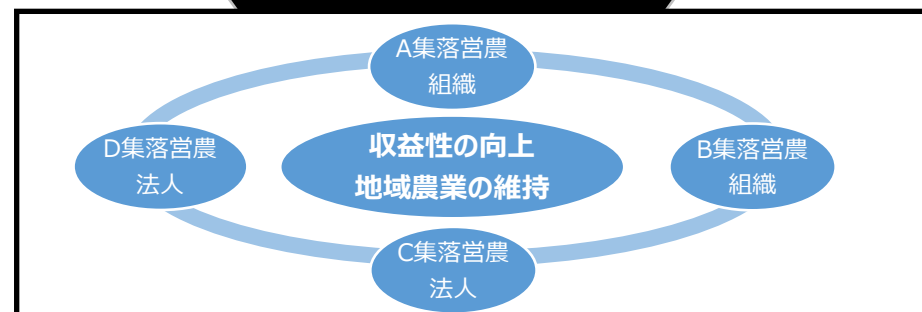 A集落営農
組織
D集落営農
法人
収益性の向上
地域農業の維持
B集落営農
組織
C集落営農
法人